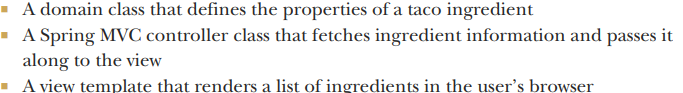 ▪ A domain class that defines the properties of a taco ingredient
▪ A Spring MVC controller class that fetches ingredient information and passes it
along to the view
▪ A view template that renders a list of ingredients in the user’s browser